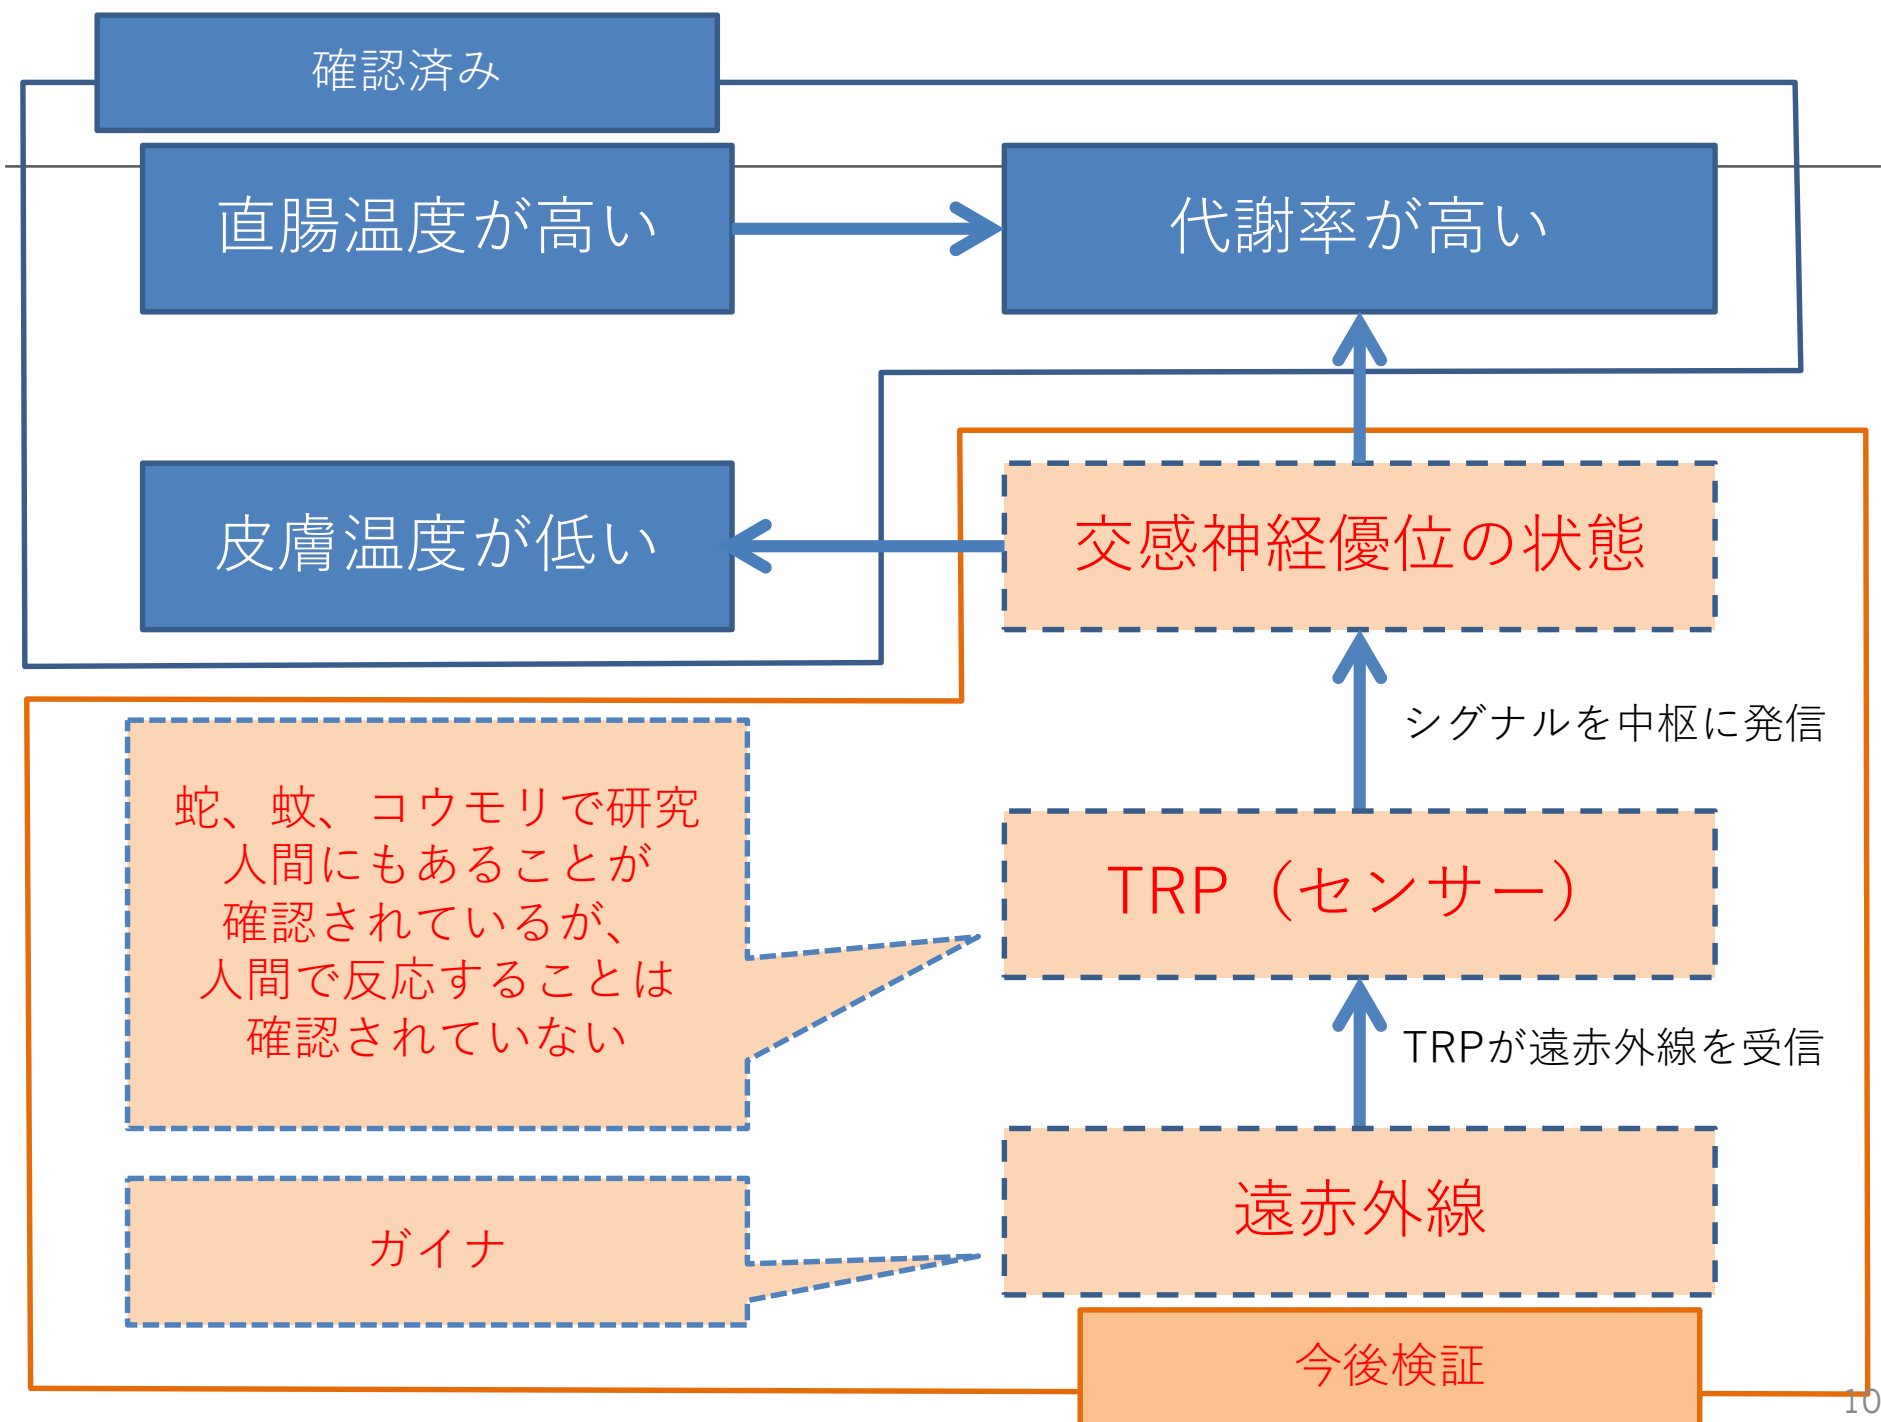 確認済み
直腸温度が高い
代謝率が高い
皮膚温度が低い
交感神経優位の状態
シグナルを中枢に発信
蛇、蚊、コウモリで研究
人間にもあることが
確認されているが、
人間で反応することは
確認されていない
TRP（センサー）
TRPが遠赤外線を受信
ガイナ
遠赤外線
今後検証
10